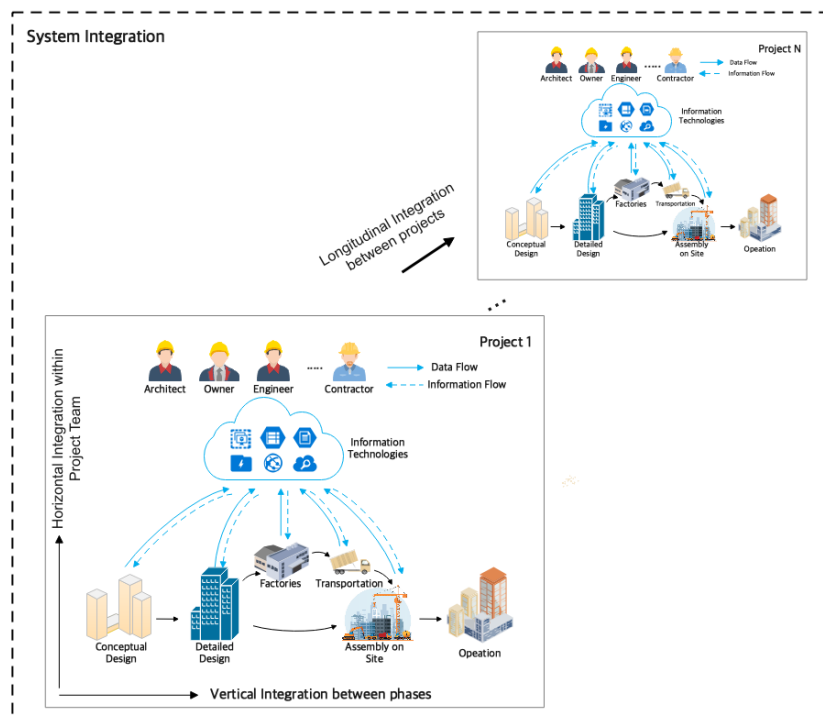 System Integration
Project N
Architect
Owner
Engineer
......
Contractor
Data Flow
Information Flow
Information
Technologies
Factories
Transportation
Conceptual
Design
Detailed
Design
Assembly
on Site
Opeation
Longitudinal Integration
between projects
...
Project 1
Architect
Owner
Engineer
.....
Contractor
Data Flow
Information Flow
Information
Technologies
Factories
Transportation
Conceptual
Design
Detailed
Design
Assembly on
Site
Opeation
Horizontal Integration within
Project Team
Vertical Integration between phases